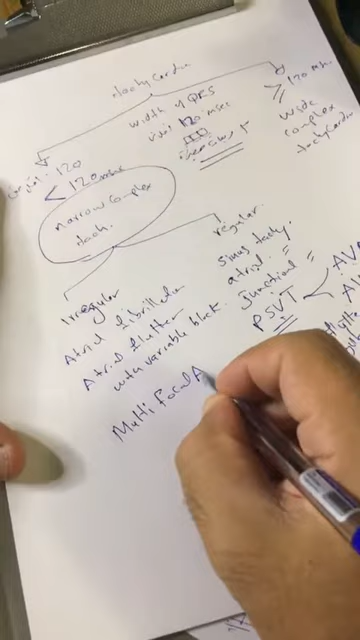 tachycardia
width of QRS
120 msec
< 120 msec
≥ 120 ms.
wide
complex
tachycardia
narrow complex
tach.
Irregular
Atrial fibrillation
Atrial flutter
with variable block.
Multi focal A
regular.
sinus tachy.
atrial =
junctional =
PSVT
AV